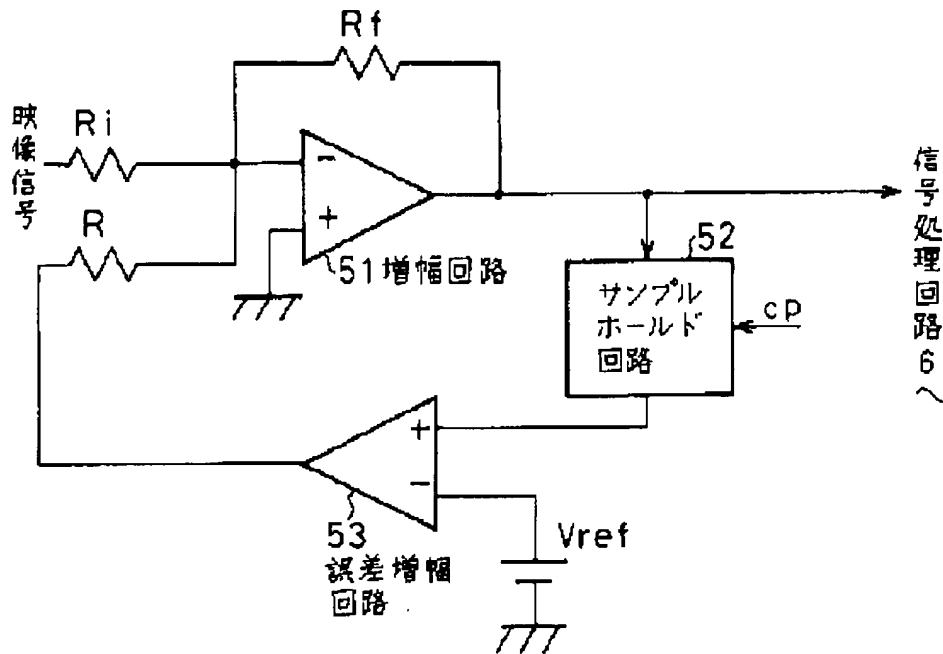 Rf
映像信号
Ri
R
51増幅回路
52
サンプル
ホールド
回路
cp
信号処理回路6へ
53
誤差増幅
回路
Vref